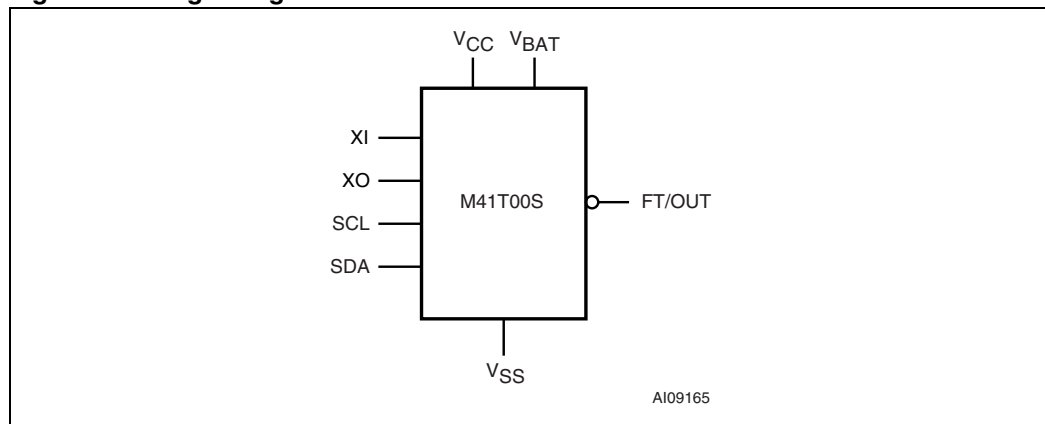 VCC VBAT
XI
XO
M41T00S
FT/OUT
SCL
SDA
VSS
AI09165